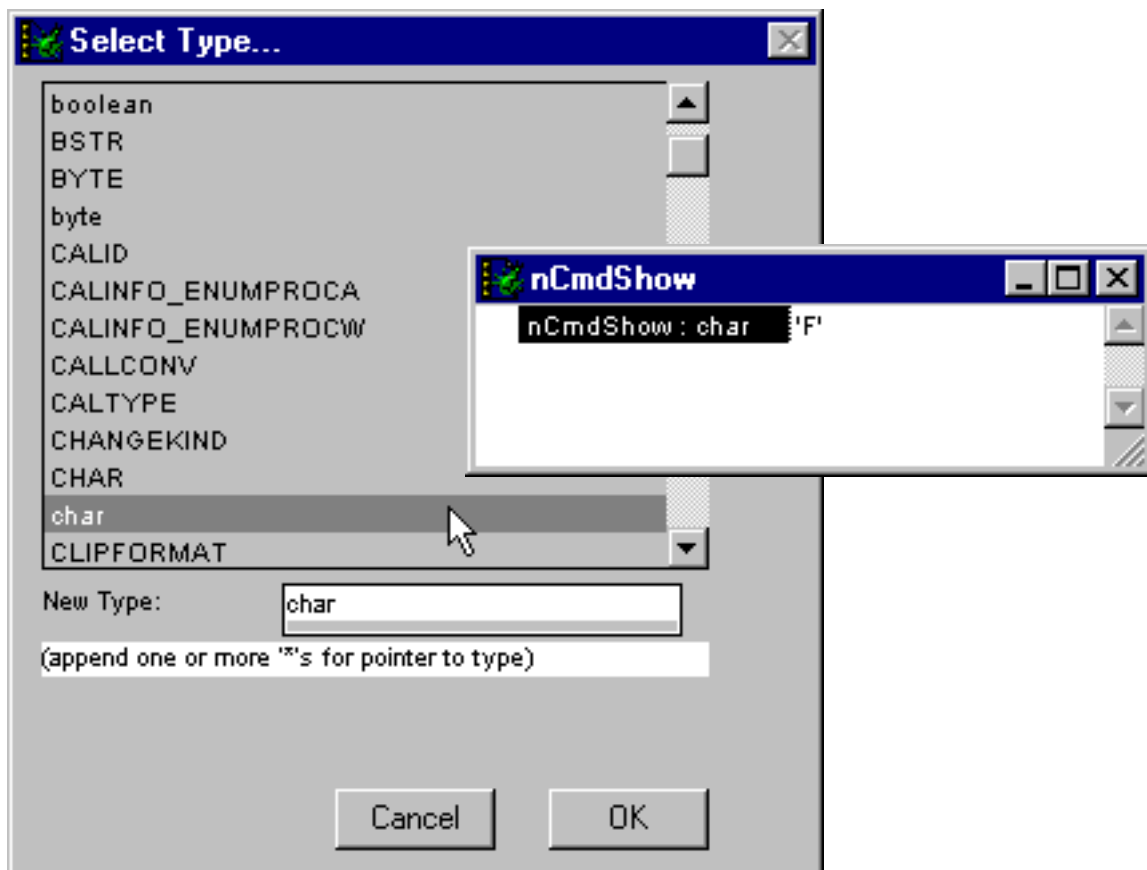 Select Type...
boolean
BSTR
BYTE
byte
CALID
CALINFO_ENUMPROCA
CALINFO_ENUMPROCW
CALLCONV
CALTYPE
CHANGEKIND
CHAR
char
CLIPFORMAT
nCmdShow
nCmdShow : char 'F'
New Type: char
(append one or more '*'s for pointer to type)
Cancel OK